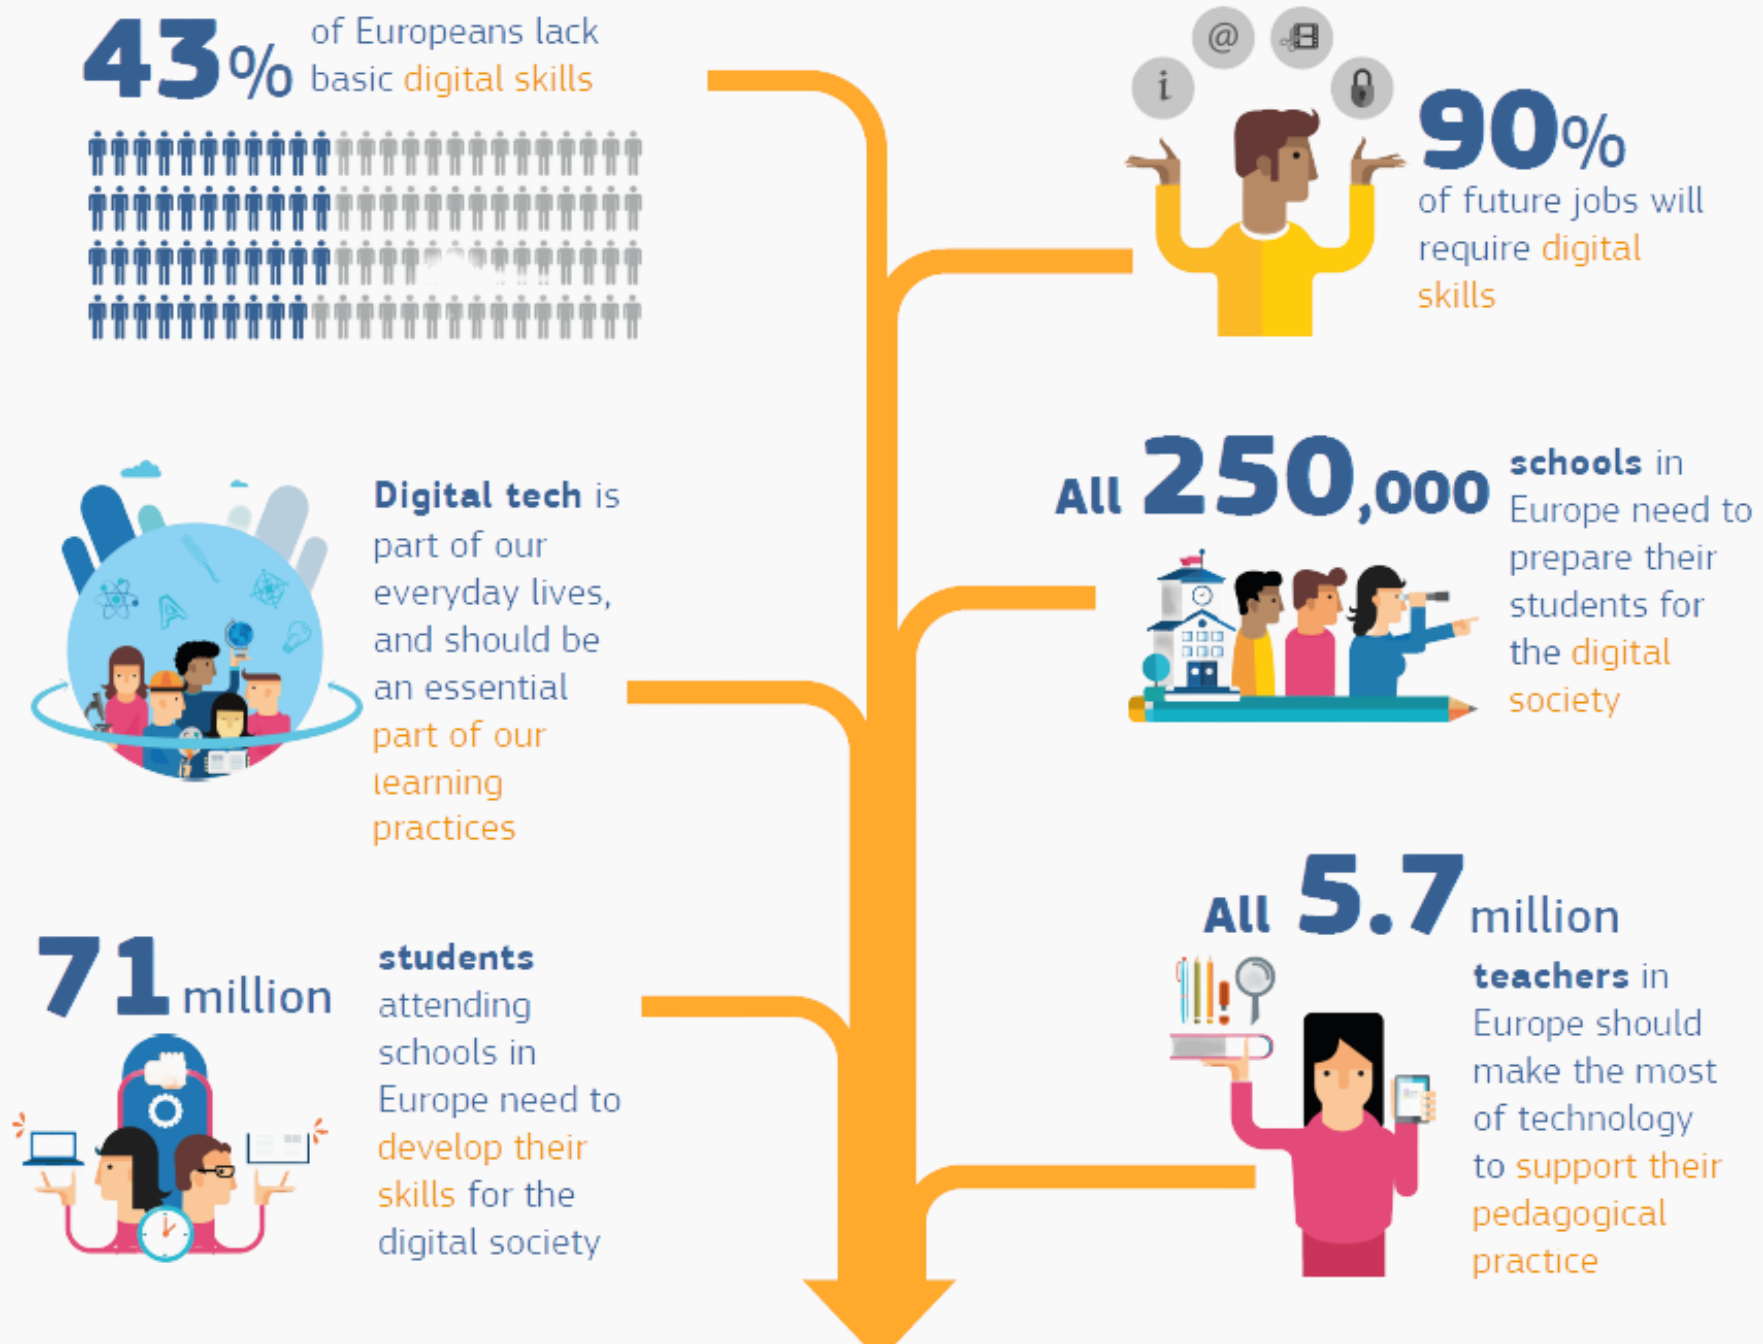 43% of Europeans lack
basic digital skills
@
i
90%
of future jobs will
require digital
skills
Digital tech is
part of our
everyday lives,
and should be
an essential
part of our
learning
practices
A
All 250,000 schools in
Europe need to
prepare their
students for
the digital
society
71 million
students
attending
schools in
Europe need to
develop their
skills for the
digital society
All 5.7 million
teachers in
Europe should
make the most
of technology
to support their
pedagogical
practice